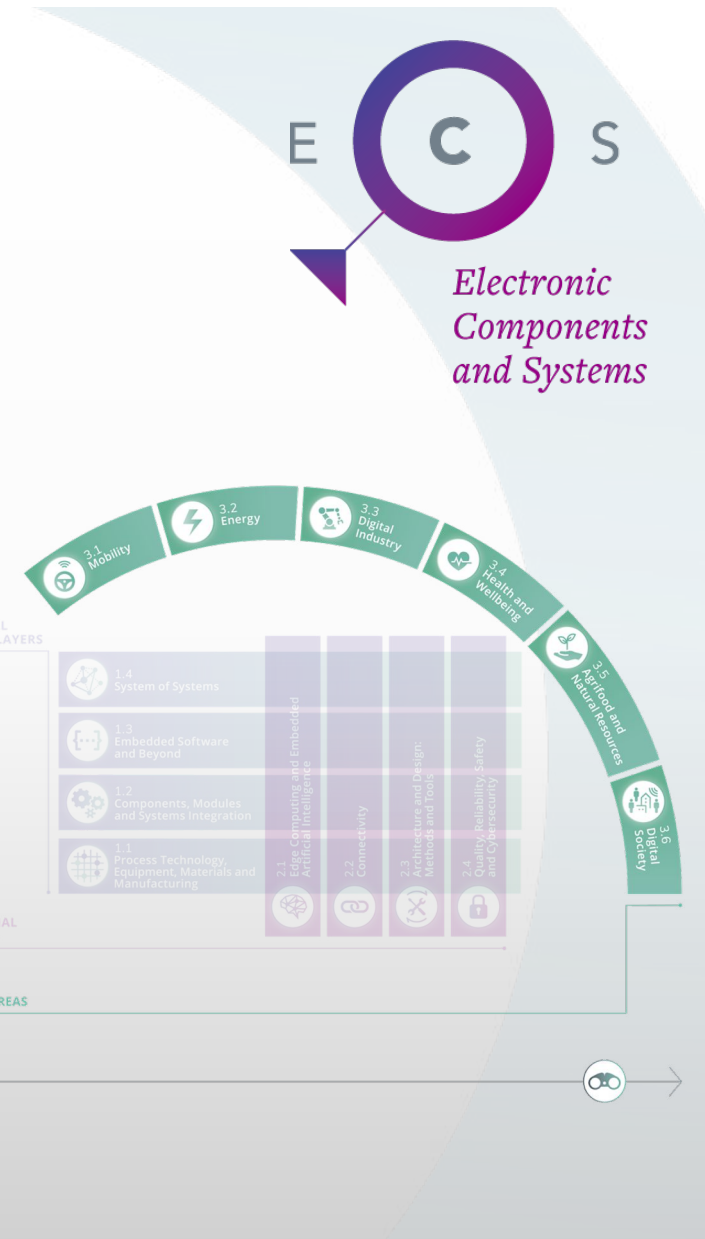 E C S
Electronic
Components
and Systems
3.1
Mobility
3.2
Energy
3.3
Digital
Industry
3.4
Health and
Wellbeing
3.5
Agrifood and
Natural Resources
3.6
Digital
Society
L
AYERS
1.4
System of Systems
1.3
Embedded Software
and Beyond
1.2
Components, Modules
and Systems Integration
1.1
Process Technology,
Equipment, Materials and
Manufacturing
2.1
Edge Computing and Embedded
Artificial Intelligence
2.2
Connectivity
2.3
Architecture and Design:
Methods and Tools
2.4
Quality, Reliability, Safety
and Cybersecurity
AL
REAS